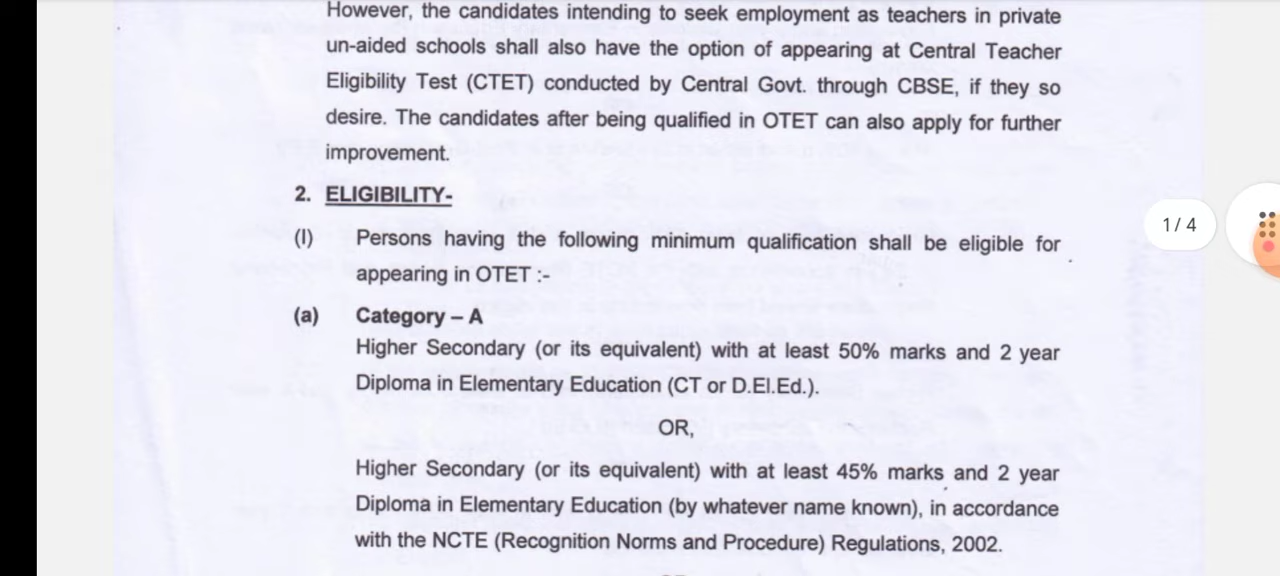 However, the candidates intending to seek employment as teachers in private
un-aided schools shall also have the option of appearing at Central Teacher
Eligibility Test (CTET) conducted by Central Govt. through CBSE, if they so
desire. The candidates after being qualified in OTET can also apply for further
improvement.
2. ELIGIBILITY-
1 / 4
(I) Persons having the following minimum qualification shall be eligible for
appearing in OTET :-
(a) Category – A
Higher Secondary (or its equivalent) with at least 50% marks and 2 year
Diploma in Elementary Education (CT or D.El.Ed.).
OR,
Higher Secondary (or its equivalent) with at least 45% marks and 2 year
Diploma in Elementary Education (by whatever name known), in accordance
with the NCTE (Recognition Norms and Procedure) Regulations, 2002.